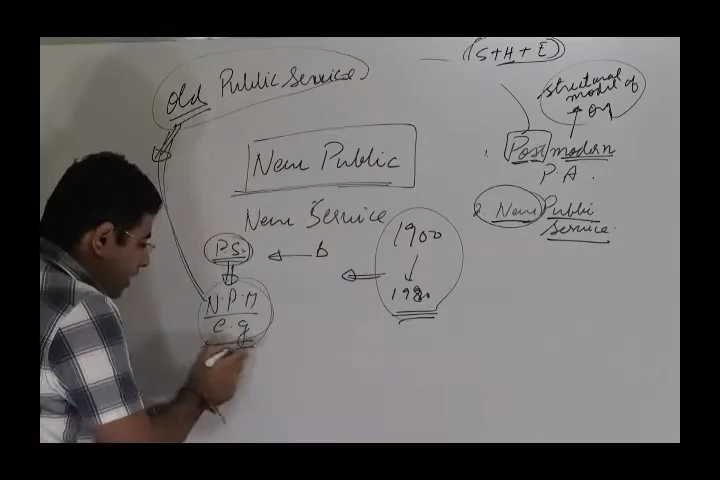 (S+H+E)
old Public Service
structural
model of
org
1. Post modern
P.A.
New Public
2. New Public
Service.
New Service
1900
P.S.
1980
N.P.M
e.g